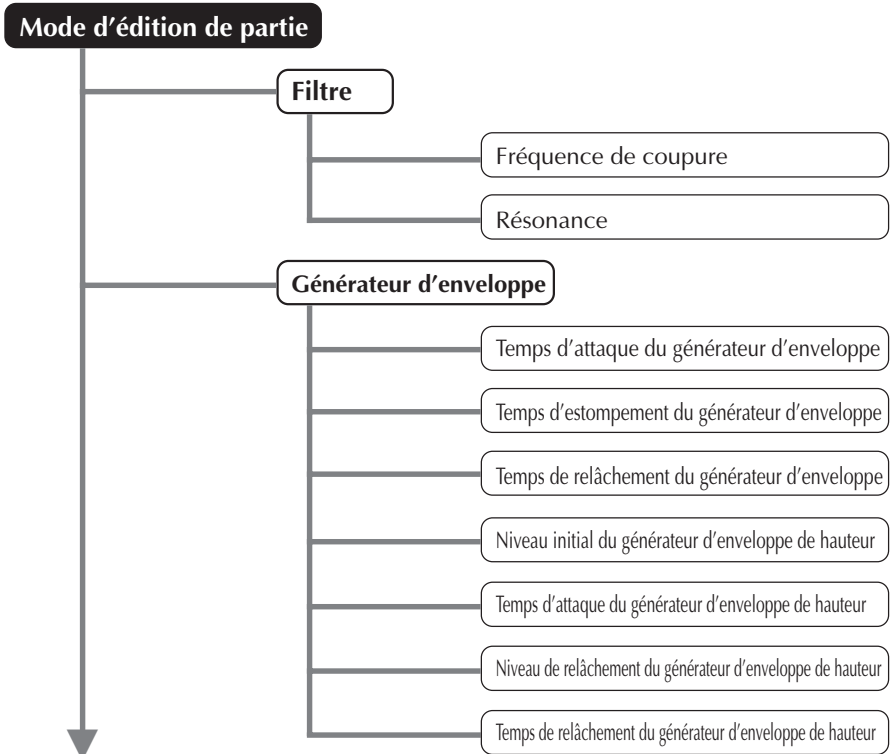 Mode d’édition de partie
Filtre
Fréquence de coupure
Résonance
Générateur d’enveloppe
Temps d’attaque du générateur d’enveloppe
Temps d’estompement du générateur d’enveloppe
Temps de relâchement du générateur d’enveloppe
Niveau initial du générateur d’enveloppe de hauteur
Temps d’attaque du générateur d’enveloppe de hauteur
Niveau de relâchement du générateur d’enveloppe de hauteur
Temps de relâchement du générateur d’enveloppe de hauteur